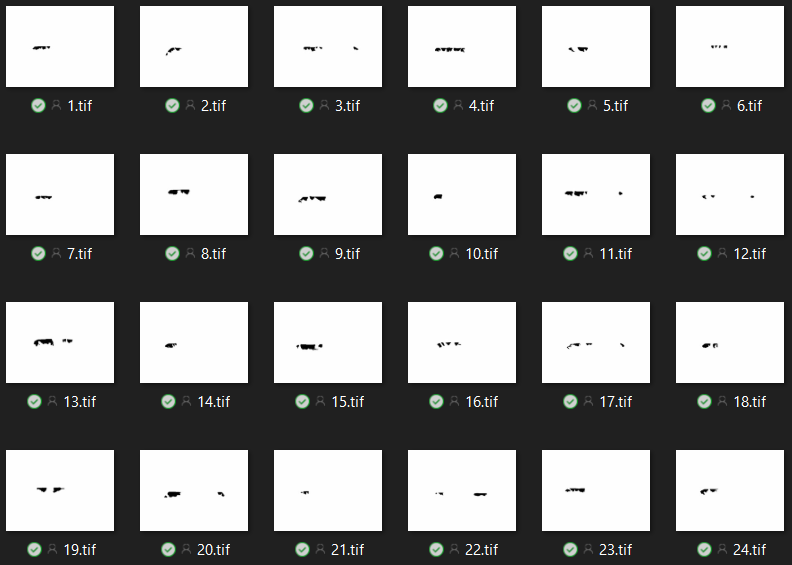 1.tif 2.tif 3.tif 4.tif 5.tif 6.tif
7.tif 8.tif 9.tif 10.tif 11.tif 12.tif
13.tif 14.tif 15.tif 16.tif 17.tif 18.tif
19.tif 20.tif 21.tif 22.tif 23.tif 24.tif